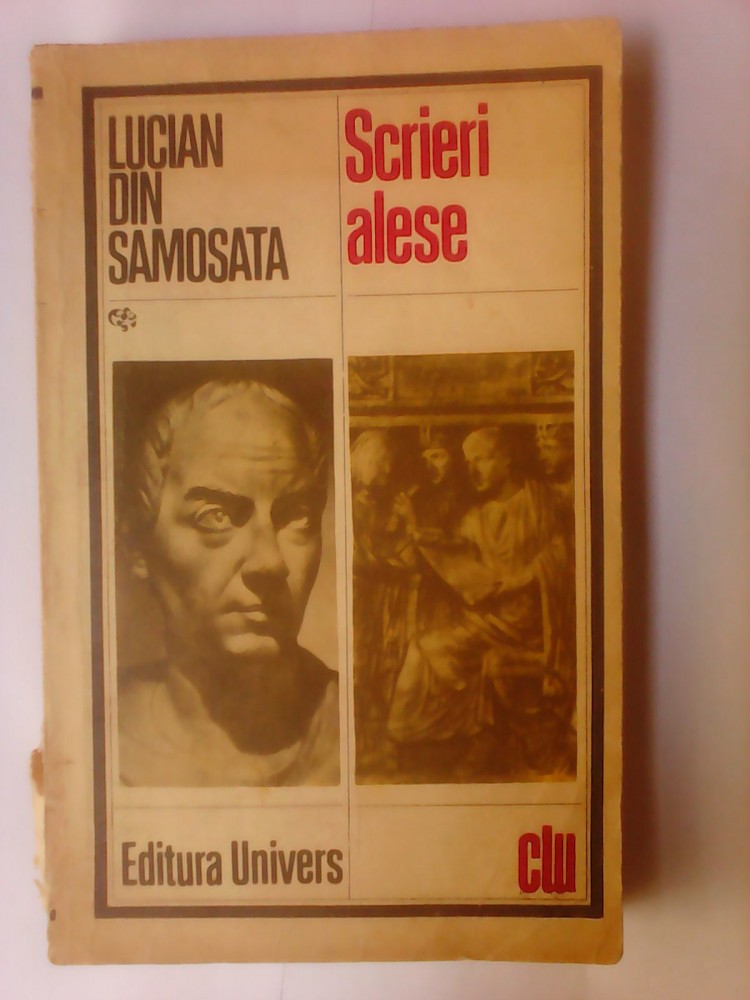 LUCIAN
DIN
SAMOSATA
Scrieri
alese
Editura Univers
clu